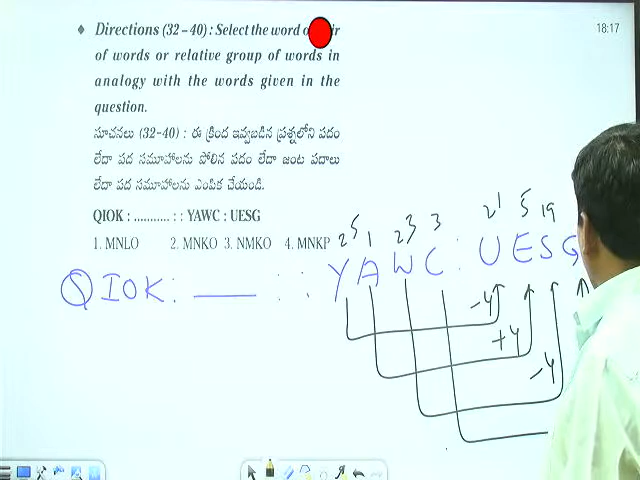 18:17
Directions (32-40) : Select the word
of words or relative group of words in
analogy with the words given in the
question.
సూచనలు (32-40) : ఈ క్రింద ఇవ్వబడిన ప్రశ్నలోని పదం
లేదా పద సమూహాలను పోలిన పదం లేదా జంట పదాలు
లేదా పద సమూహాలను ఎంపిక చేయండి.
QIOK : ........... : : YAWC : UESG
1. MNLO 2. MNKO 3. NMKO 4. MNKP
25 1 23 3 21 5 19
QIOK : ____ : : YAWC : UESG
-4
+4
-4